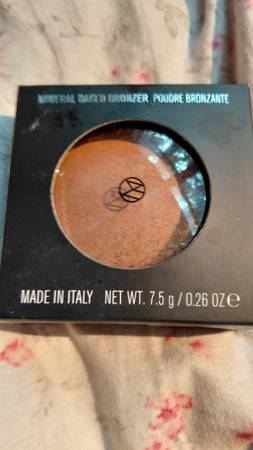 MINERAL BAKED BRONZER POUDRE BRONZANTE
MADE IN ITALY NET WT. 7.5 g / 0.26 OZ ℮